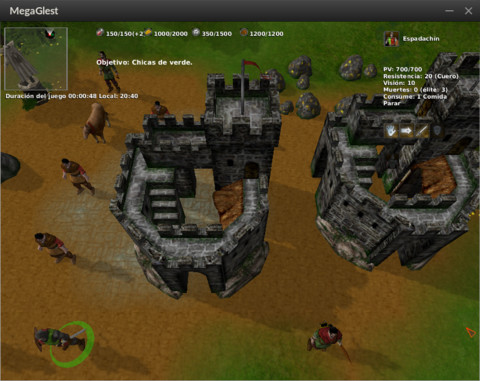 MegaGlest
150/150(+2 1000/2000 350/1500 1200/1200
Espadachín
Objetivo: Chicas de verde.
PV: 700/700
Resistencia: 20 (Cuero)
Visión: 10
Muertes: 0 (élite: 3)
Consume: 1 Comida
Parar
Duración del juego 00:00:48 Local: 20:40